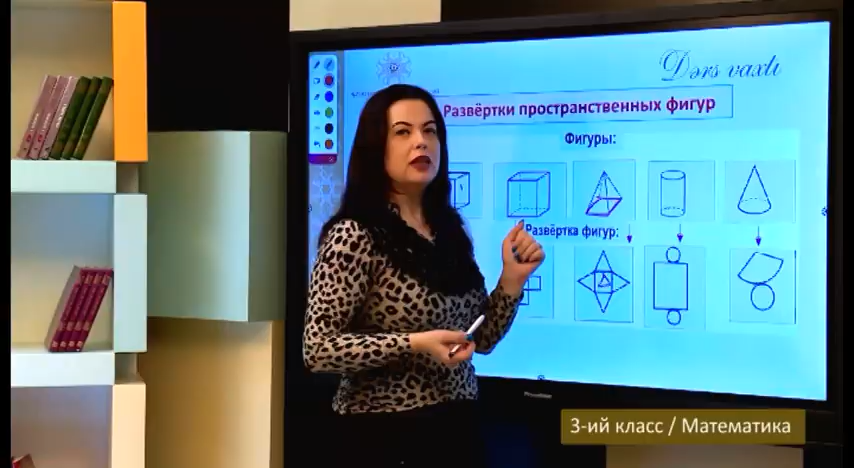 Dərs vaxtı
Развёртки пространственных фигур
Фигуры:
Развёртка фигур:
3-ий класс / Математика